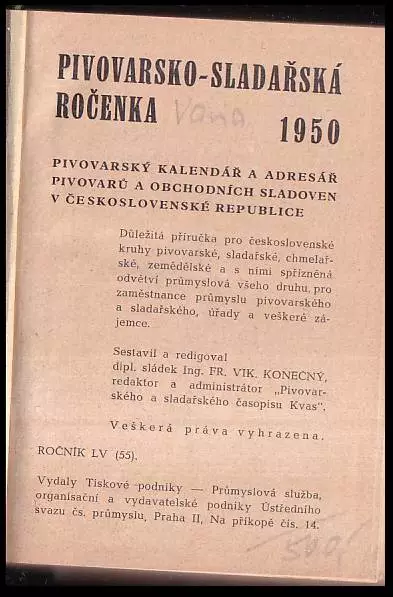 PIVOVARSKO-SLADAŘSKÁ
ROČENKA
1950
PIVOVARSKÝ KALENDÁŘ A ADRESÁŘ
PIVOVARŮ A OBCHODNÍCH SLADOVEN
V ČESKOSLOVENSKÉ REPUBLICE
Důležitá příručka pro československé
kruhy pivovarské, sladařské, chmelař-
ské, zemědělské a s nimi spřízněná
odvětví průmyslová všeho druhu, pro
zaměstnance průmyslu pivovarského
a sladařského, úřady a veškeré zá-
jemce.
Sestavil a redigoval
dipl. sládek Ing. FR. VIK. KONEČNÝ,
redaktor a administrátor „Pivovar-
ského a sladařského časopisu Kvas“.
Veškerá práva vyhrazena.
ROČNÍK LV (55).
Vydaly Tiskové podniky — Průmyslová služba,
organisační a vydavatelské podniky Ústředního
svazu čs. průmyslu, Praha II, Na příkopě čís. 14.